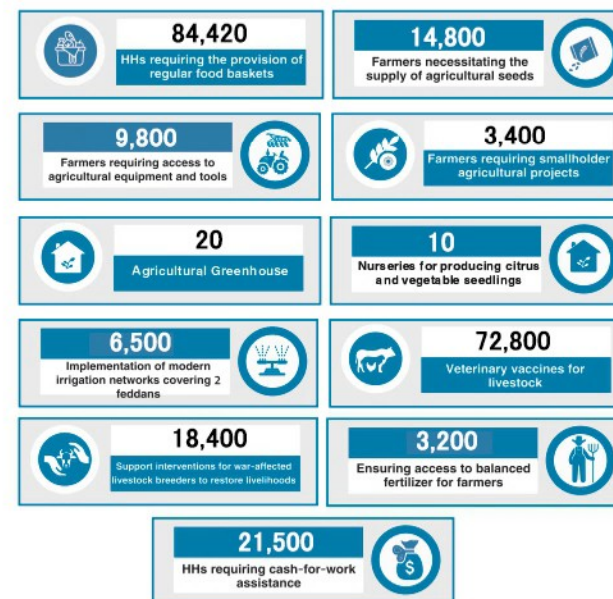 84,420
HHs requiring the provision of
regular food baskets
14,800
Farmers necessitating the
supply of agricultural seeds
9,800
Farmers requiring access to
agricultural equipment and tools
3,400
Farmers requiring smallholder
agricultural projects
20
Agricultural Greenhouse
10
Nurseries for producing citrus
and vegetable seedlings
6,500
Implementation of modern
irrigation networks covering 2
feddans
72,800
Veterinary vaccines for
livestock
18,400
Support interventions for war-affected
livestock breeders to restore livelihoods
3,200
Ensuring access to balanced
fertilizer for farmers
21,500
HHs requiring cash-for-work
assistance
$